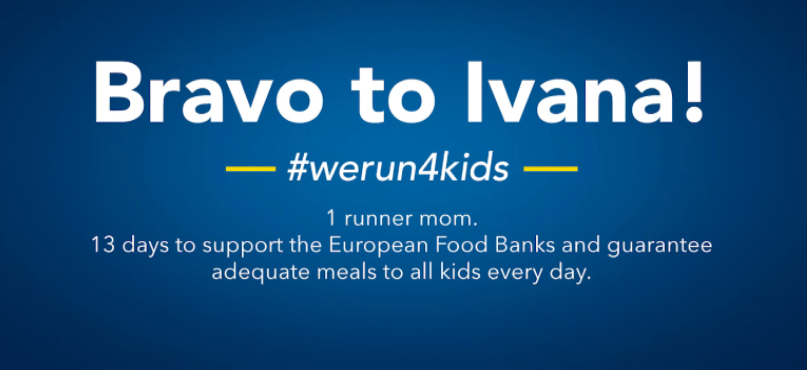 Bravo to Ivana!
#werun4kids
1 runner mom.
13 days to support the European Food Banks and guarantee
adequate meals to all kids every day.